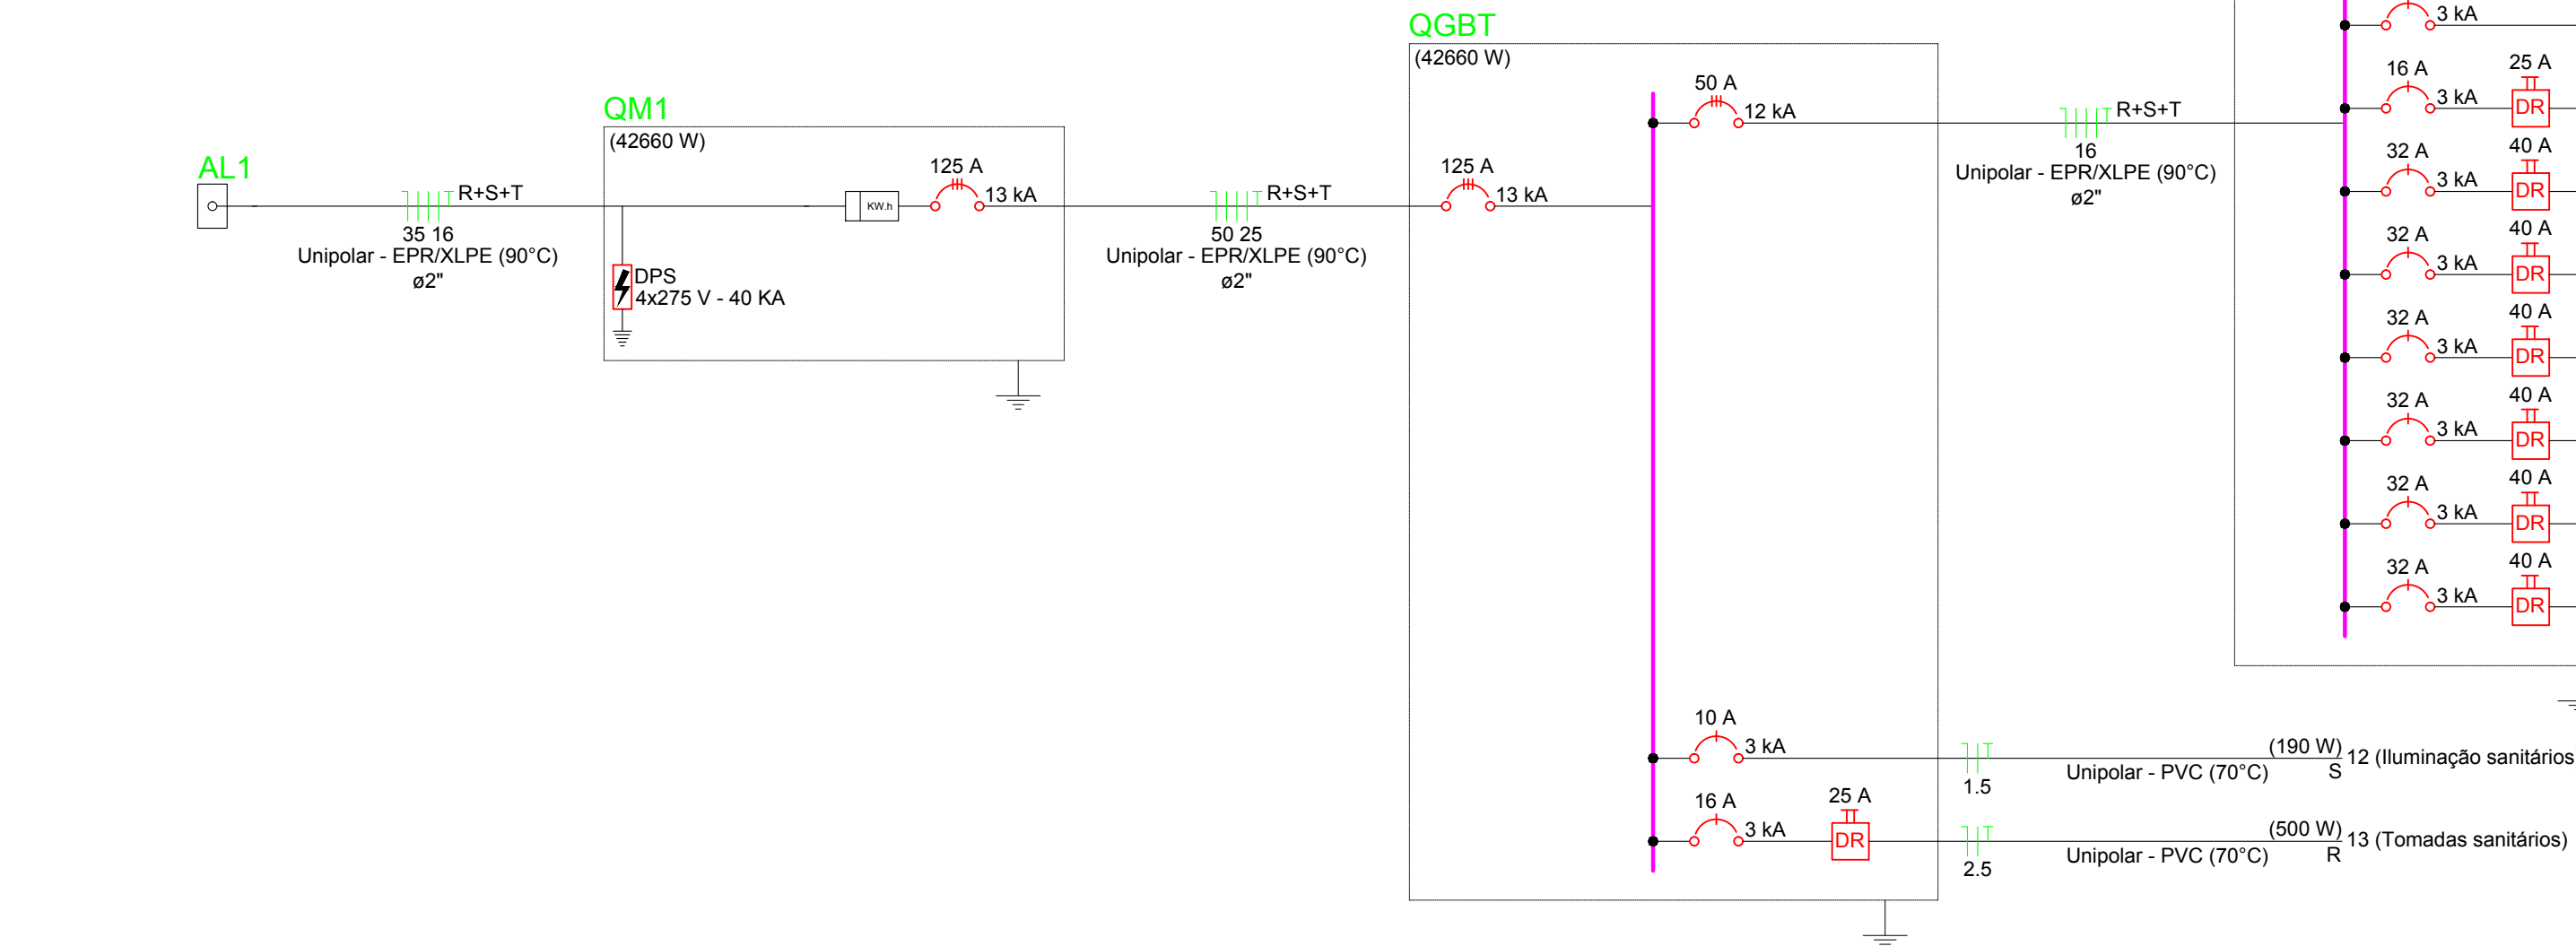 AL1
R+S+T
35 16
Unipolar - EPR/XLPE (90°C)
ø2"
QM1
(42660 W)
DPS
4x275 V - 40 KA
KW.h
125 A
13 kA
R+S+T
50 25
Unipolar - EPR/XLPE (90°C)
ø2"
QGBT
(42660 W)
125 A
13 kA
50 A
12 kA
R+S+T
16
Unipolar - EPR/XLPE (90°C)
ø2"
10 A
3 kA
1.5
Unipolar - PVC (70°C)
(190 W)
S
12 (Iluminação sanitários
16 A
3 kA
25 A
DR
2.5
Unipolar - PVC (70°C)
(500 W)
R
13 (Tomadas sanitários)
3 kA
16 A
3 kA
25 A
DR
32 A
3 kA
40 A
DR
32 A
3 kA
40 A
DR
32 A
3 kA
40 A
DR
32 A
3 kA
40 A
DR
32 A
3 kA
40 A
DR
32 A
3 kA
40 A
DR